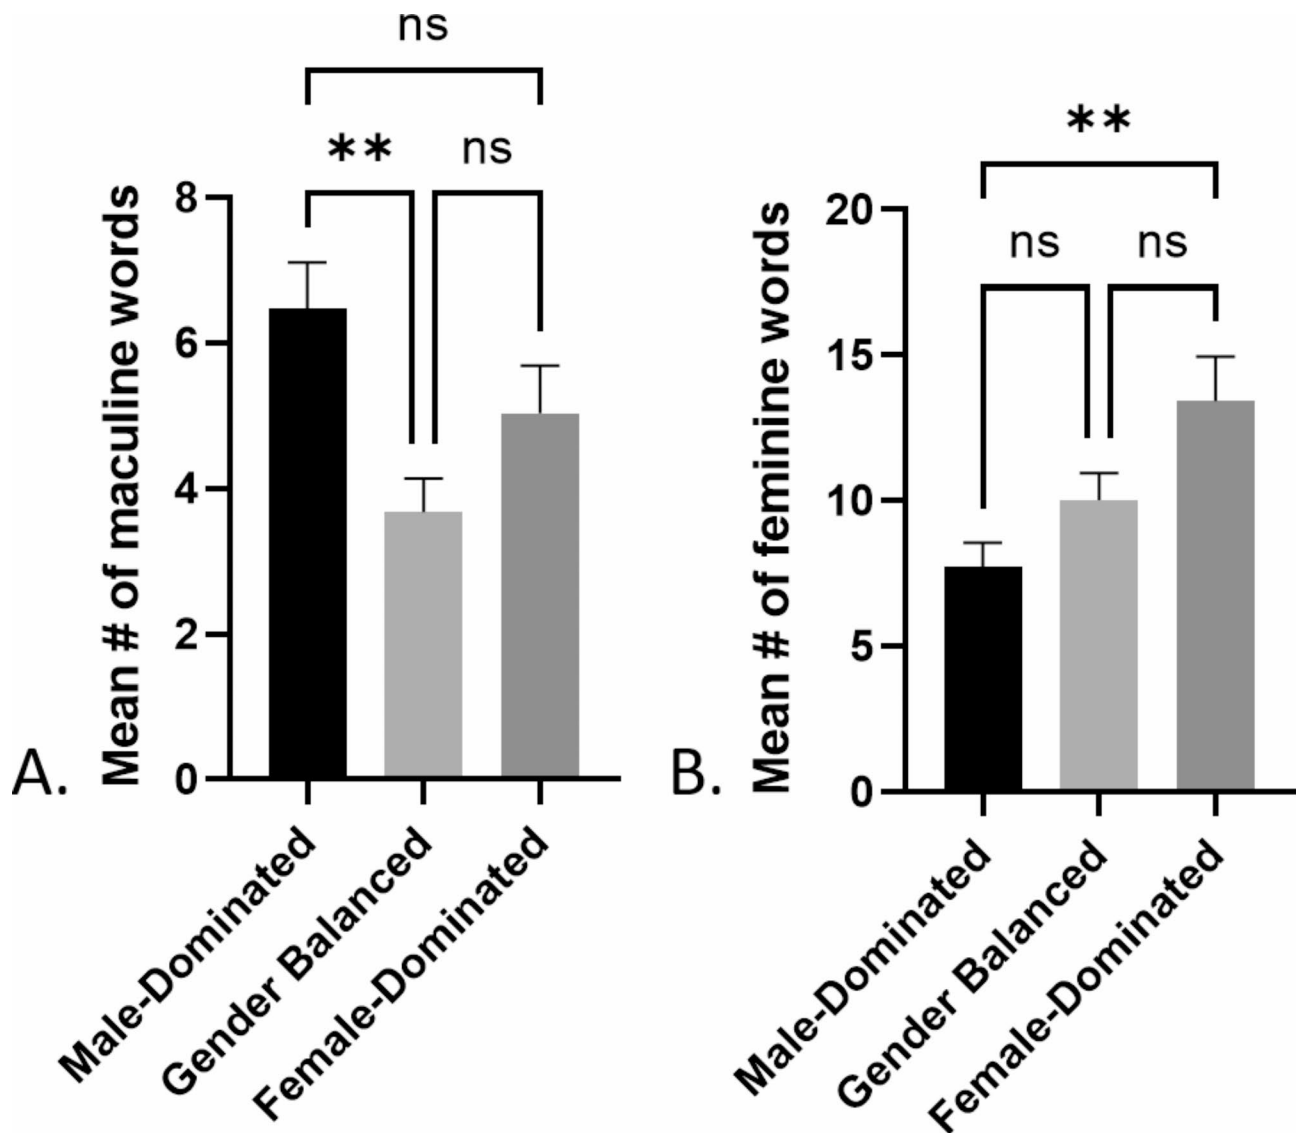 ns
** ns
8
6
4
2
0
Mean # of maculine words
A.
Male-Dominated
Gender Balanced
Female-Dominated
**
ns ns
20
15
10
5
0
Mean # of feminine words
B.
Male-Dominated
Gender Balanced
Female-Dominated